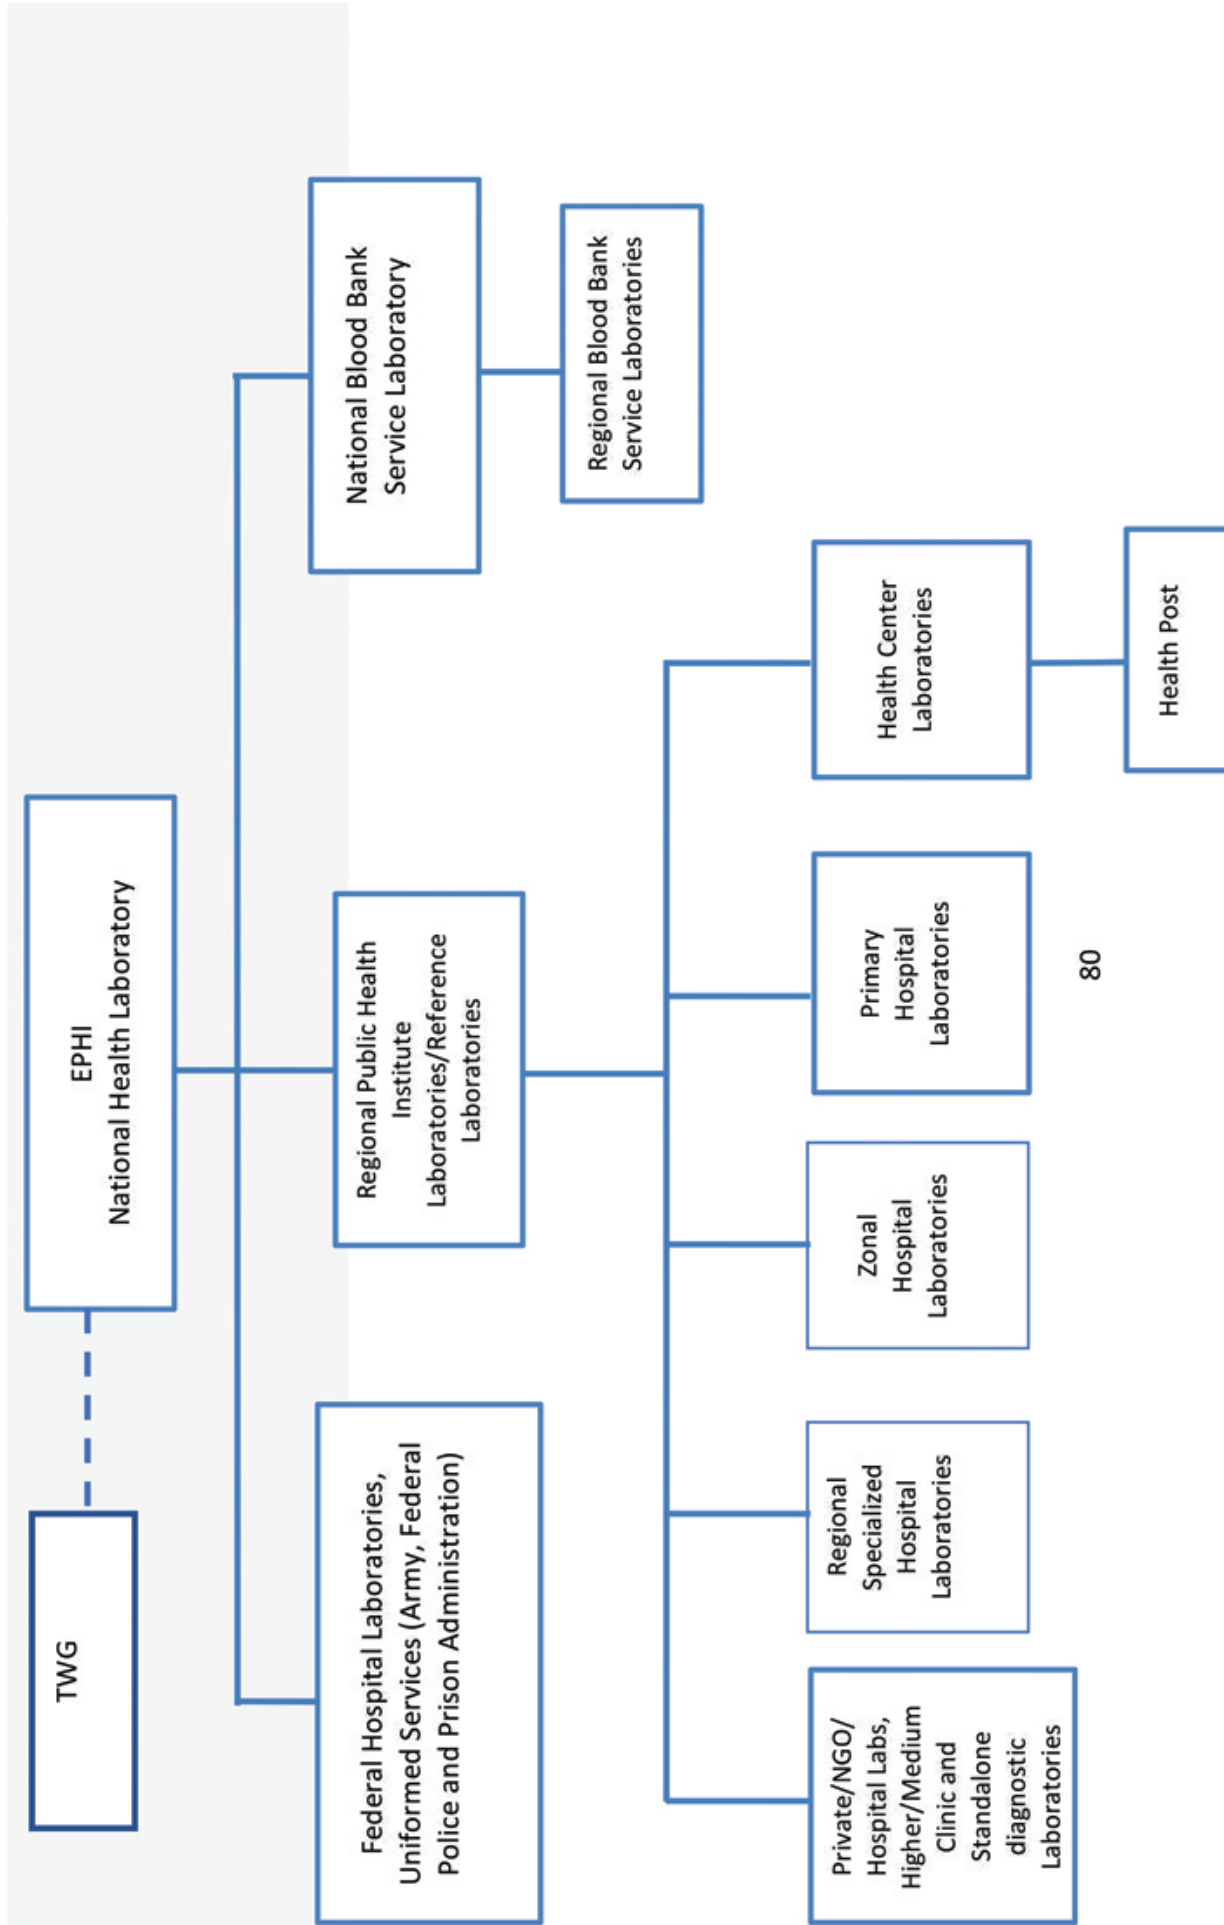 TWG
EPHI
National Health Laboratory
Federal Hospital Laboratories,
Uniformed Services (Army, Federal
Police and Prison Administration)
Regional Public Health
Institute
Laboratories/Reference
Laboratories
National Blood Bank
Service Laboratory
Regional Blood Bank
Service Laboratories
Private/NGO/
Hospital Labs,
Higher/Medium
Clinic and
Standalone
diagnostic
Laboratories
Regional
Specialized
Hospital
Laboratories
Zonal
Hospital
Laboratories
Primary
Hospital
Laboratories
Health Center
Laboratories
80
Health Post